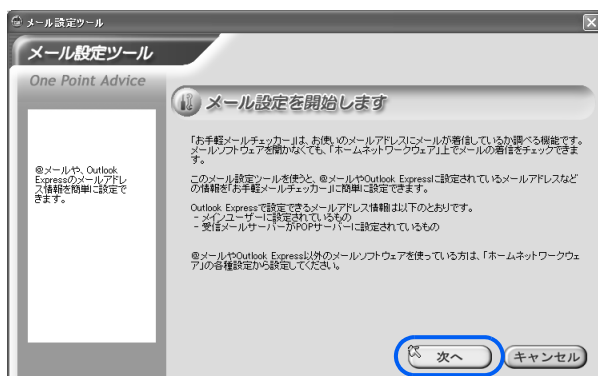 メール設定ツール
メール設定ツール
One Point Advice
メール設定を開始します
「お手軽メールチェッカー」は、お使いのメールアドレスにメールが着信しているか調べる機能です。
メールソフトウェアを開かなくても、「ホームネットワークウェア」上でメールの着信をチェックできま
す。
このメール設定ツールを使うと、@メールやOutlook Expressに設定されているメールアドレスなど
の情報を「お手軽メールチェッカー」に簡単に設定できます。
Outlook Expressで設定できるメールアドレス情報は以下のとおりです。
- メインユーザーに設定されているもの
- 受信メールサーバーがPOPサーバーに設定されているもの
@メールやOutlook Express以外のメールソフトウェアを使っている方は、「ホームネットワークウェ
ア」の各種設定から設定してください。
@メールや、Outlook
Expressのメールアドレ
ス情報を簡単に設定で
きます。
次へ
キャンセル